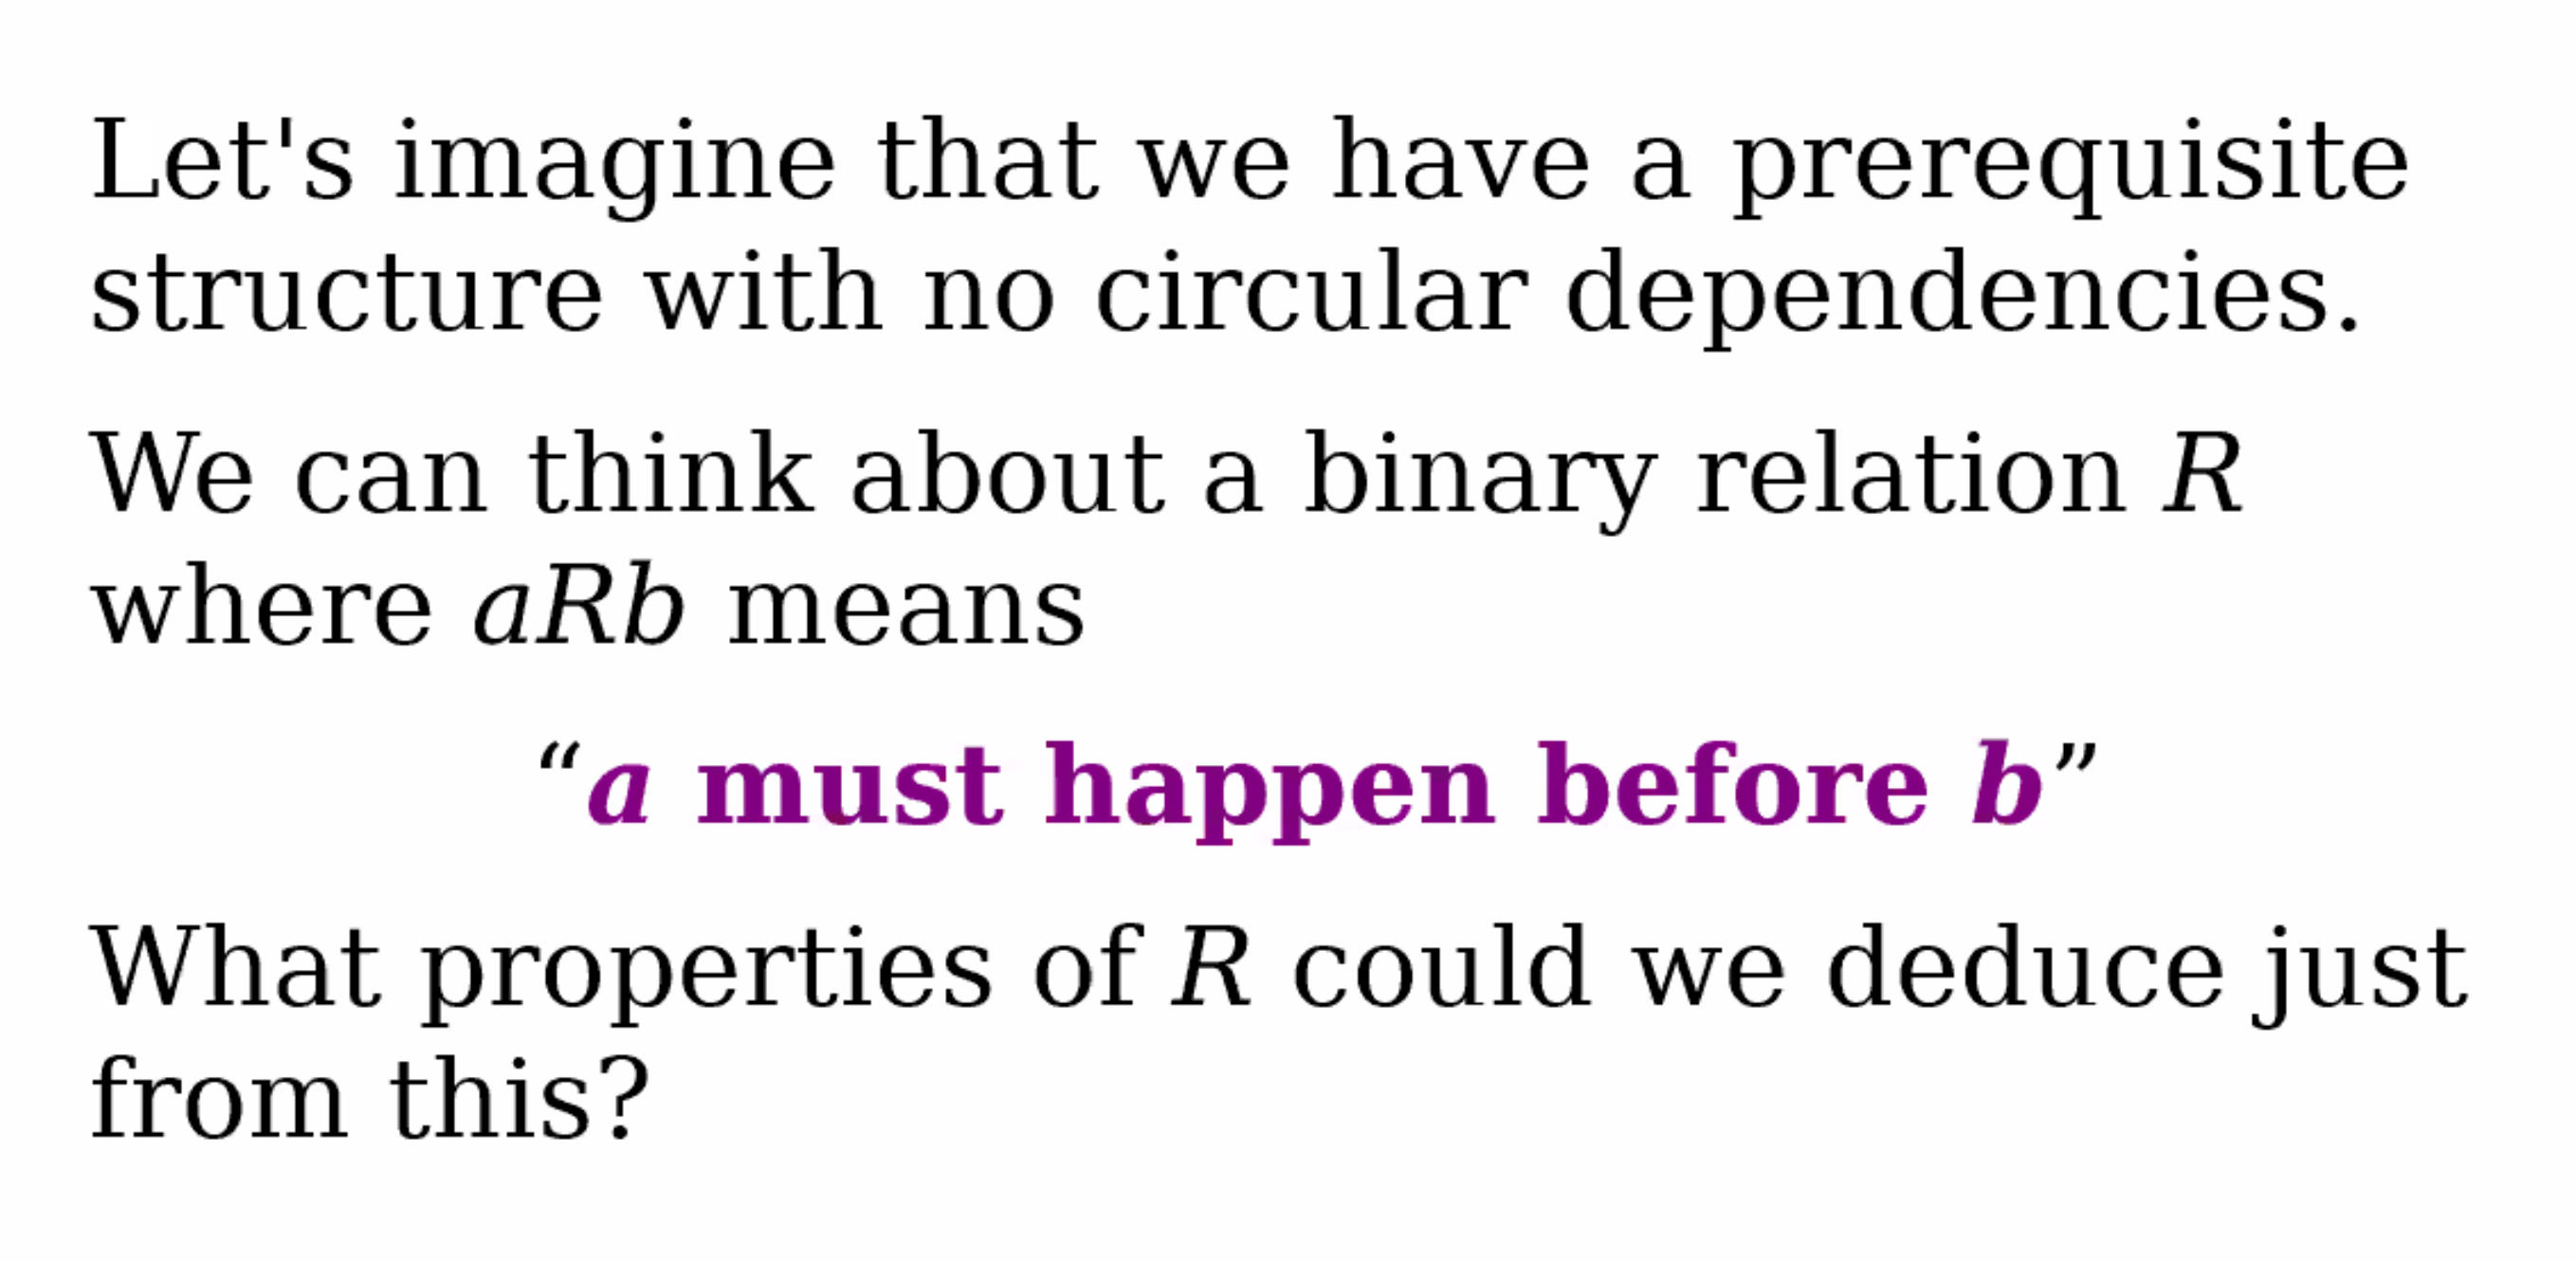 Let's imagine that we have a prerequisite
structure with no circular dependencies.
We can think about a binary relation R
where aRb means
“a must happen before b”
What properties of R could we deduce just
from this?